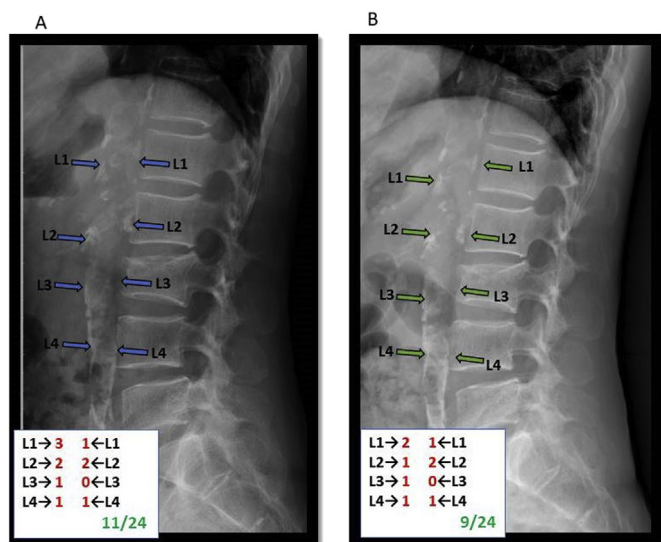 A
B
L1 L1
L2 L2
L3 L3
L4 L4
L1→3 1←L1
L2→2 2←L2
L3→1 0←L3
L4→1 1←L4
11/24
L1 L1
L2 L2
L3 L3
L4 L4
L1→2 1←L1
L2→1 2←L2
L3→1 0←L3
L4→1 1←L4
9/24